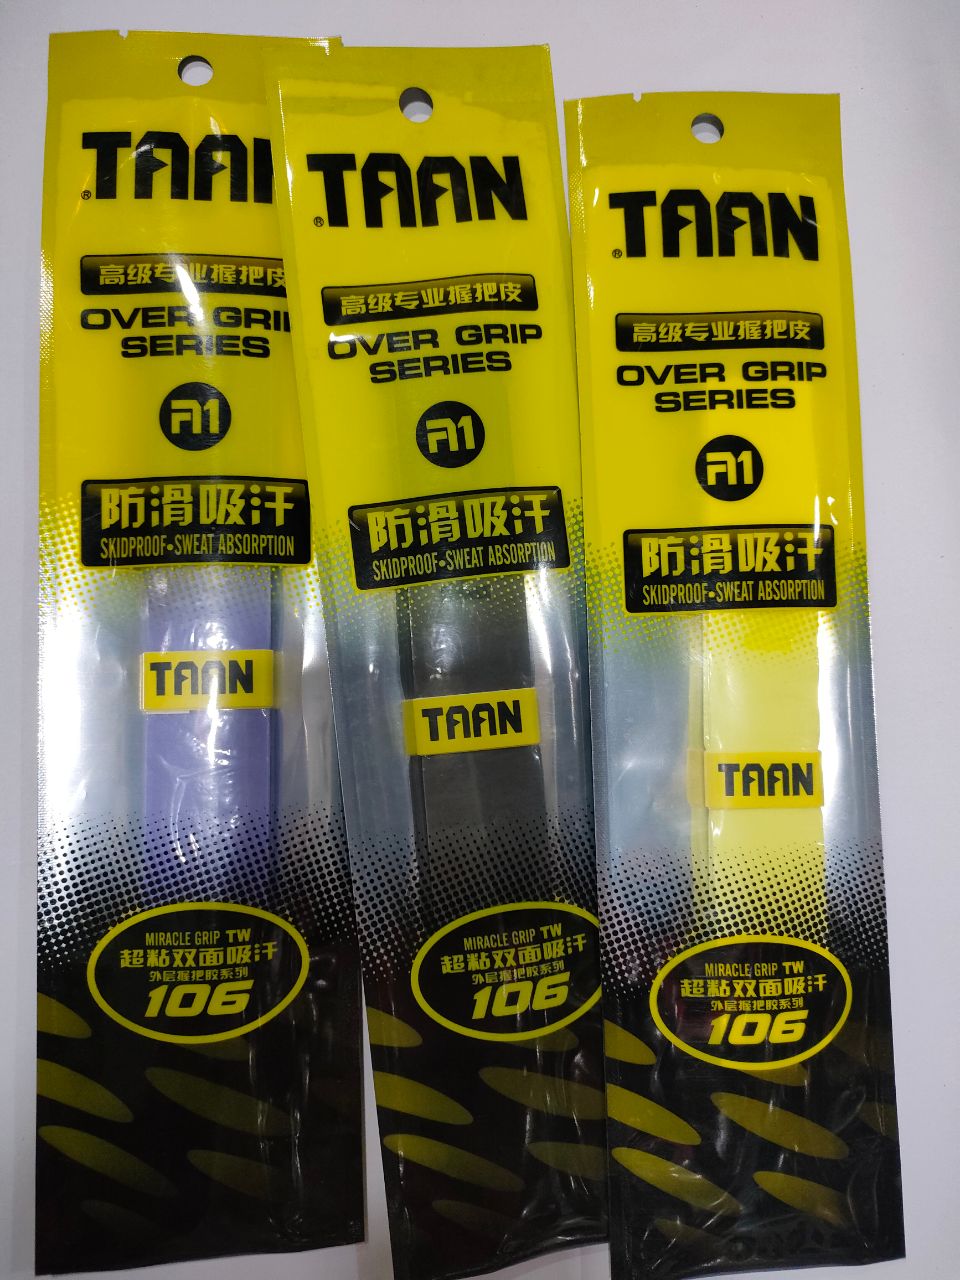 TAAN
®
高级专业握把皮
OVER GRIP
SERIES
A1
防滑吸汗
SKIDPROOF•SWEAT ABSORPTION
TAAN
MIRACLE GRIP TW
超粘双面吸汗
外层握把胶系列
106
TAAN
®
高级专业握把皮
OVER GRIP
SERIES
A1
防滑吸汗
SKIDPROOF•SWEAT ABSORPTION
TAAN
MIRACLE GRIP TW
超粘双面吸汗
外层握把胶系列
106
TAAN
®
高级专业握把皮
OVER GRIP
SERIES
A1
防滑吸汗
SKIDPROOF•SWEAT ABSORPTION
TAAN
MIRACLE GRIP TW
超粘双面吸汗
外层握把胶系列
106